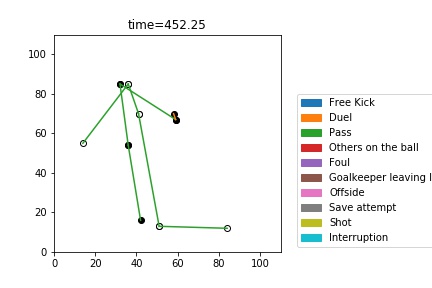 time=452.25
100
80
60
40
20
0
0 20 40 60 80 100
Free Kick
Duel
Pass
Others on the ball
Foul
Goalkeeper leaving l
Offside
Save attempt
Shot
Interruption